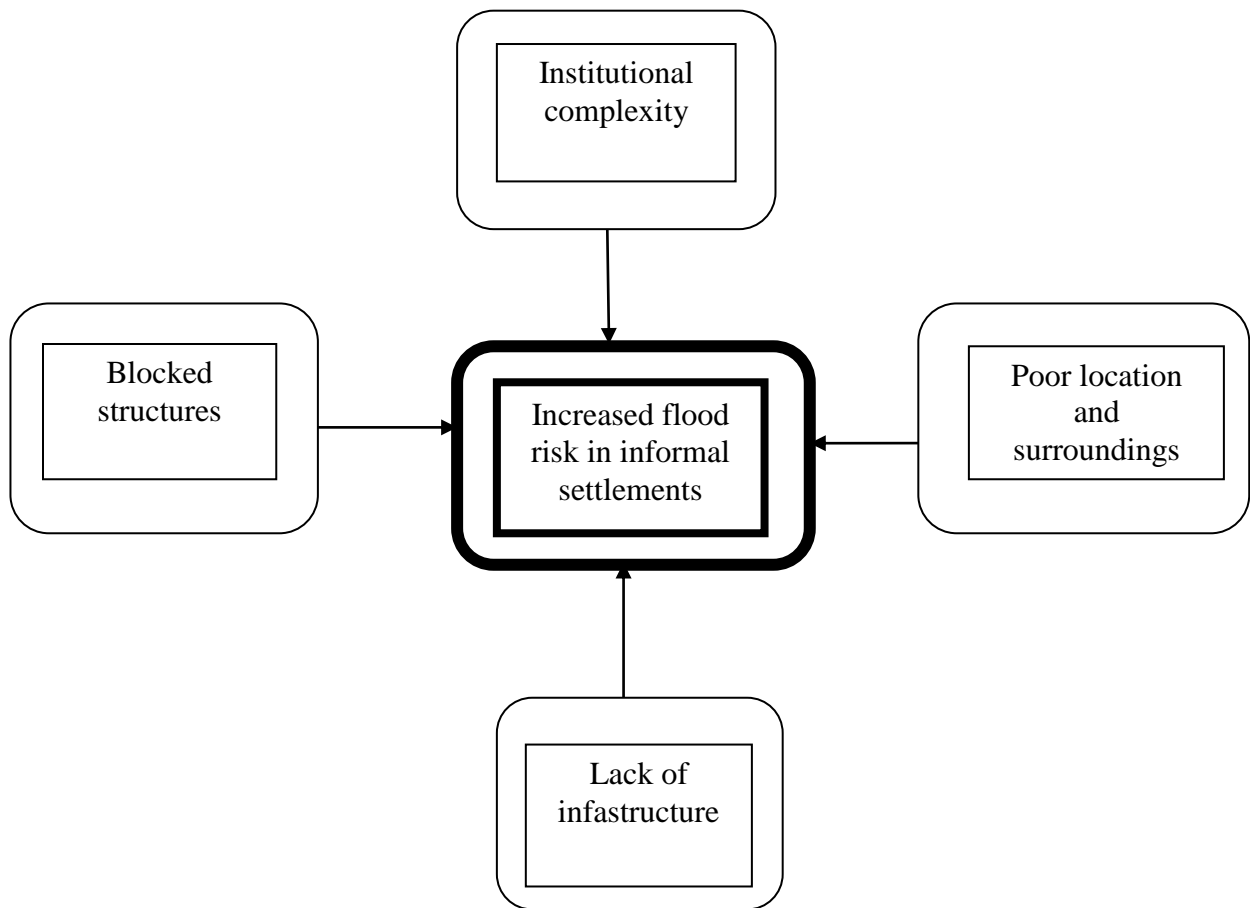 Institutional
complexity
Blocked
structures
Increased flood
risk in informal
settlements
Poor location
and
surroundings
Lack of
infastructure